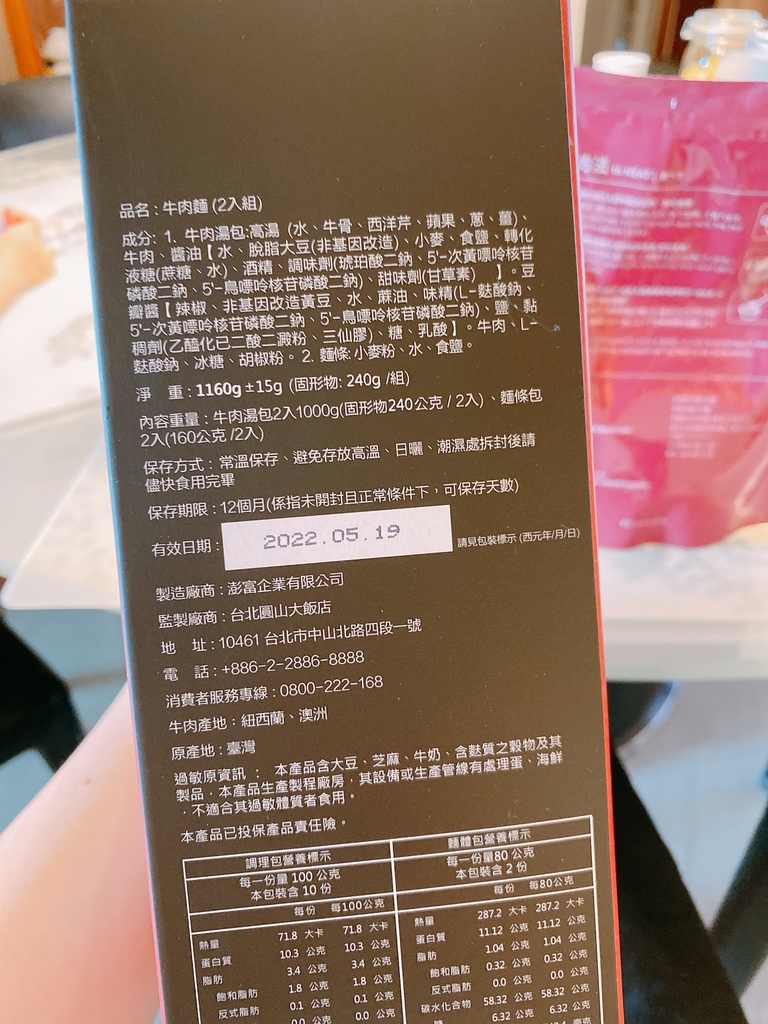 品名 : 牛肉麵 (2入組)
成分: 1. 牛肉湯包:高湯 (水、牛骨、西洋芹、蘋果、蔥、薑)、
牛肉、醬油【水、脫脂大豆(非基因改造)、小麥、食鹽、轉化
液糖(蔗糖、水)、酒精、調味劑(琥珀酸二鈉、5'-次黃嘌呤核苷
磷酸二鈉、5'-鳥嘌呤核苷磷酸二鈉)、甜味劑(甘草素) 】。豆
瓣醬【辣椒、非基因改造黃豆、水、蔴油、味精(L-麩酸鈉、
5'-次黃嘌呤核苷磷酸二鈉、5'-鳥嘌呤核苷磷酸二鈉)、鹽、黏
稠劑(乙醯化己二酸二澱粉、三仙膠)、糖、乳酸】。牛肉、L-
麩酸鈉、冰糖、胡椒粉。2. 麵條:小麥粉、水、食鹽。
淨 重 : 1160g ±15g (固形物: 240g /組)
內容重量 : 牛肉湯包2入1000g(固形物240公克 / 2入)、麵條包
2入(160公克 /2入)
保存方式 : 常溫保存、避免存放高溫、日曬、潮濕處拆封後請
儘快食用完畢
保存期限 : 12個月(係指未開封且正常條件下，可保存天數)
有效日期 : 2022.05.19 請見包裝標示 (西元年/月/日)
製造廠商 : 澎富企業有限公司
監製廠商 : 台北圓山大飯店
地 址 : 10461 台北市中山北路四段一號
電 話 : +886-2-2886-8888
消費者服務專線 : 0800-222-168
牛肉產地 : 紐西蘭、澳洲
原產地 : 臺灣
過敏原資訊 ： 本產品含大豆、芝麻、牛奶、含麩質之穀物及其
製品，本產品生產製程廠房，其設備或生產管線有處理蛋、海鮮
，不適合其過敏體質者食用。
本產品已投保產品責任險。
調理包營養標示 麵體包營養標示
每一份量 100 公克 每一份量80 公克
本包裝含 10 份 本包裝含 2 份
每份 每100公克 每份 每80公克
熱量 71.8 大卡 71.8 大卡 熱量 287.2 大卡 287.2 大卡
蛋白質 10.3 公克 10.3 公克 蛋白質 11.12 公克 11.12 公克
脂肪 3.4 公克 3.4 公克 脂肪 1.04 公克 1.04 公克
飽和脂肪 1.8 公克 1.8 公克 飽和脂肪 0.32 公克 0.32 公克
反式脂肪 0.1 公克 0.1 公克 反式脂肪 0.0 公克 0.0 公克
0.0 公克 0.0 公克 碳水化合物 58.32 公克 58.32 公克
糖 6.32 公克 6.32 公克